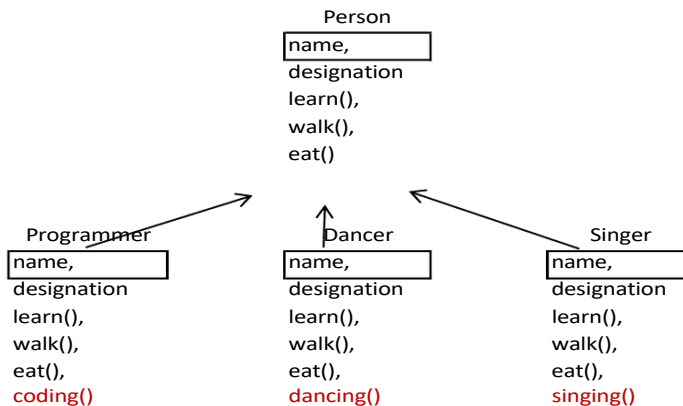 Person
name,
designation
learn(),
walk(),
eat()
Programmer
name,
designation
learn(),
walk(),
eat(),
coding()
Dancer
name,
designation
learn(),
walk(),
eat(),
dancing()
Singer
name,
designation
learn(),
walk(),
eat(),
singing()